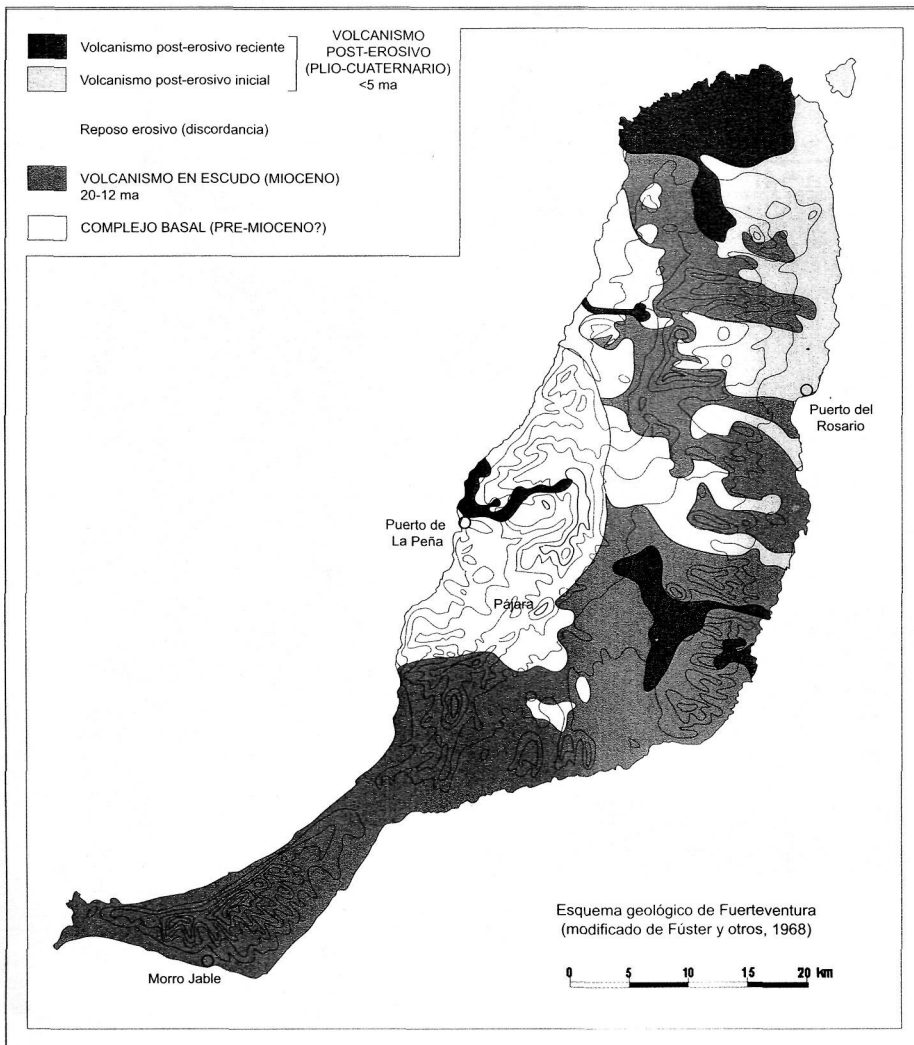 Volcanismo post-erosivo reciente
Volcanismo post-erosivo inicial
VOLCANISMO
POST-EROSIVO
(PLIO-CUATERNARIO)
<5 ma
Reposo erosivo (discordancia)
VOLCANISMO EN ESCUDO (MIOCENO)
20-12 ma
COMPLEJO BASAL (PRE-MIOCENO?)
Puerto del
Rosario
Puerto de
La Peña
Pájara
Morro Jable
Esquema geológico de Fuerteventura
(modificado de Fúster y otros, 1968)
0 5 10 15 20 km